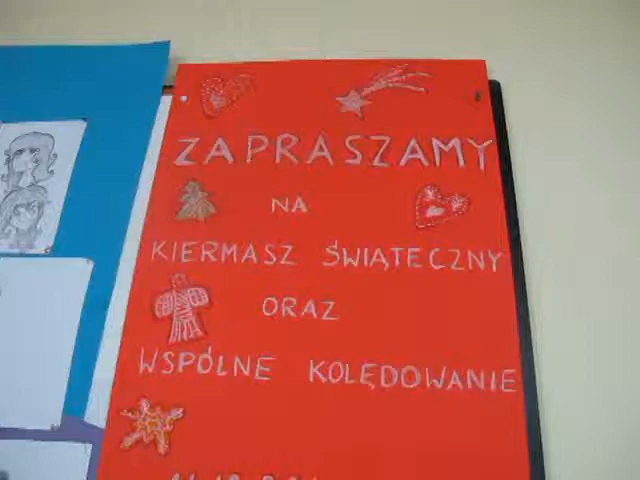 ZAPRASZAMY
NA
KIERMASZ ŚWIĄTECZNY
ORAZ
WSPÓLNE KOLĘDOWANIE